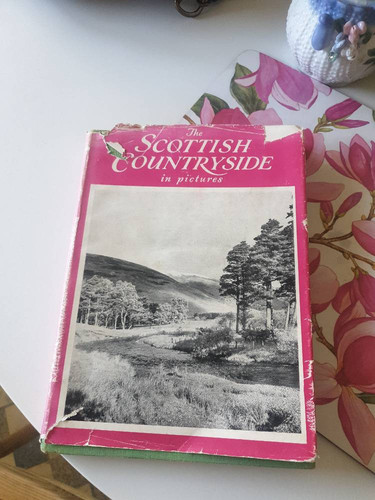 The
SCOTTISH
COUNTRYSIDE
in pictures